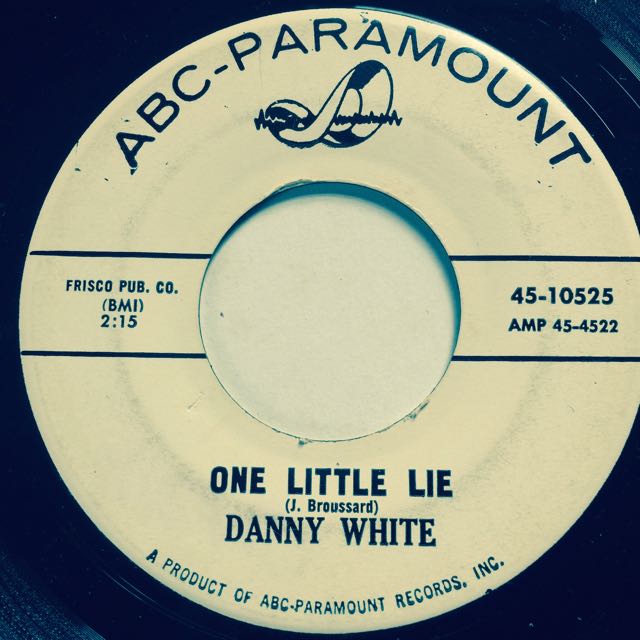 ABC-PARAMOUNT
FRISCO PUB. CO.
(BMI)
2:15
45-10525
AMP 45-4522
ONE LITTLE LIE
(J. Broussard)
DANNY WHITE
A PRODUCT OF ABC-PARAMOUNT RECORDS, INC.